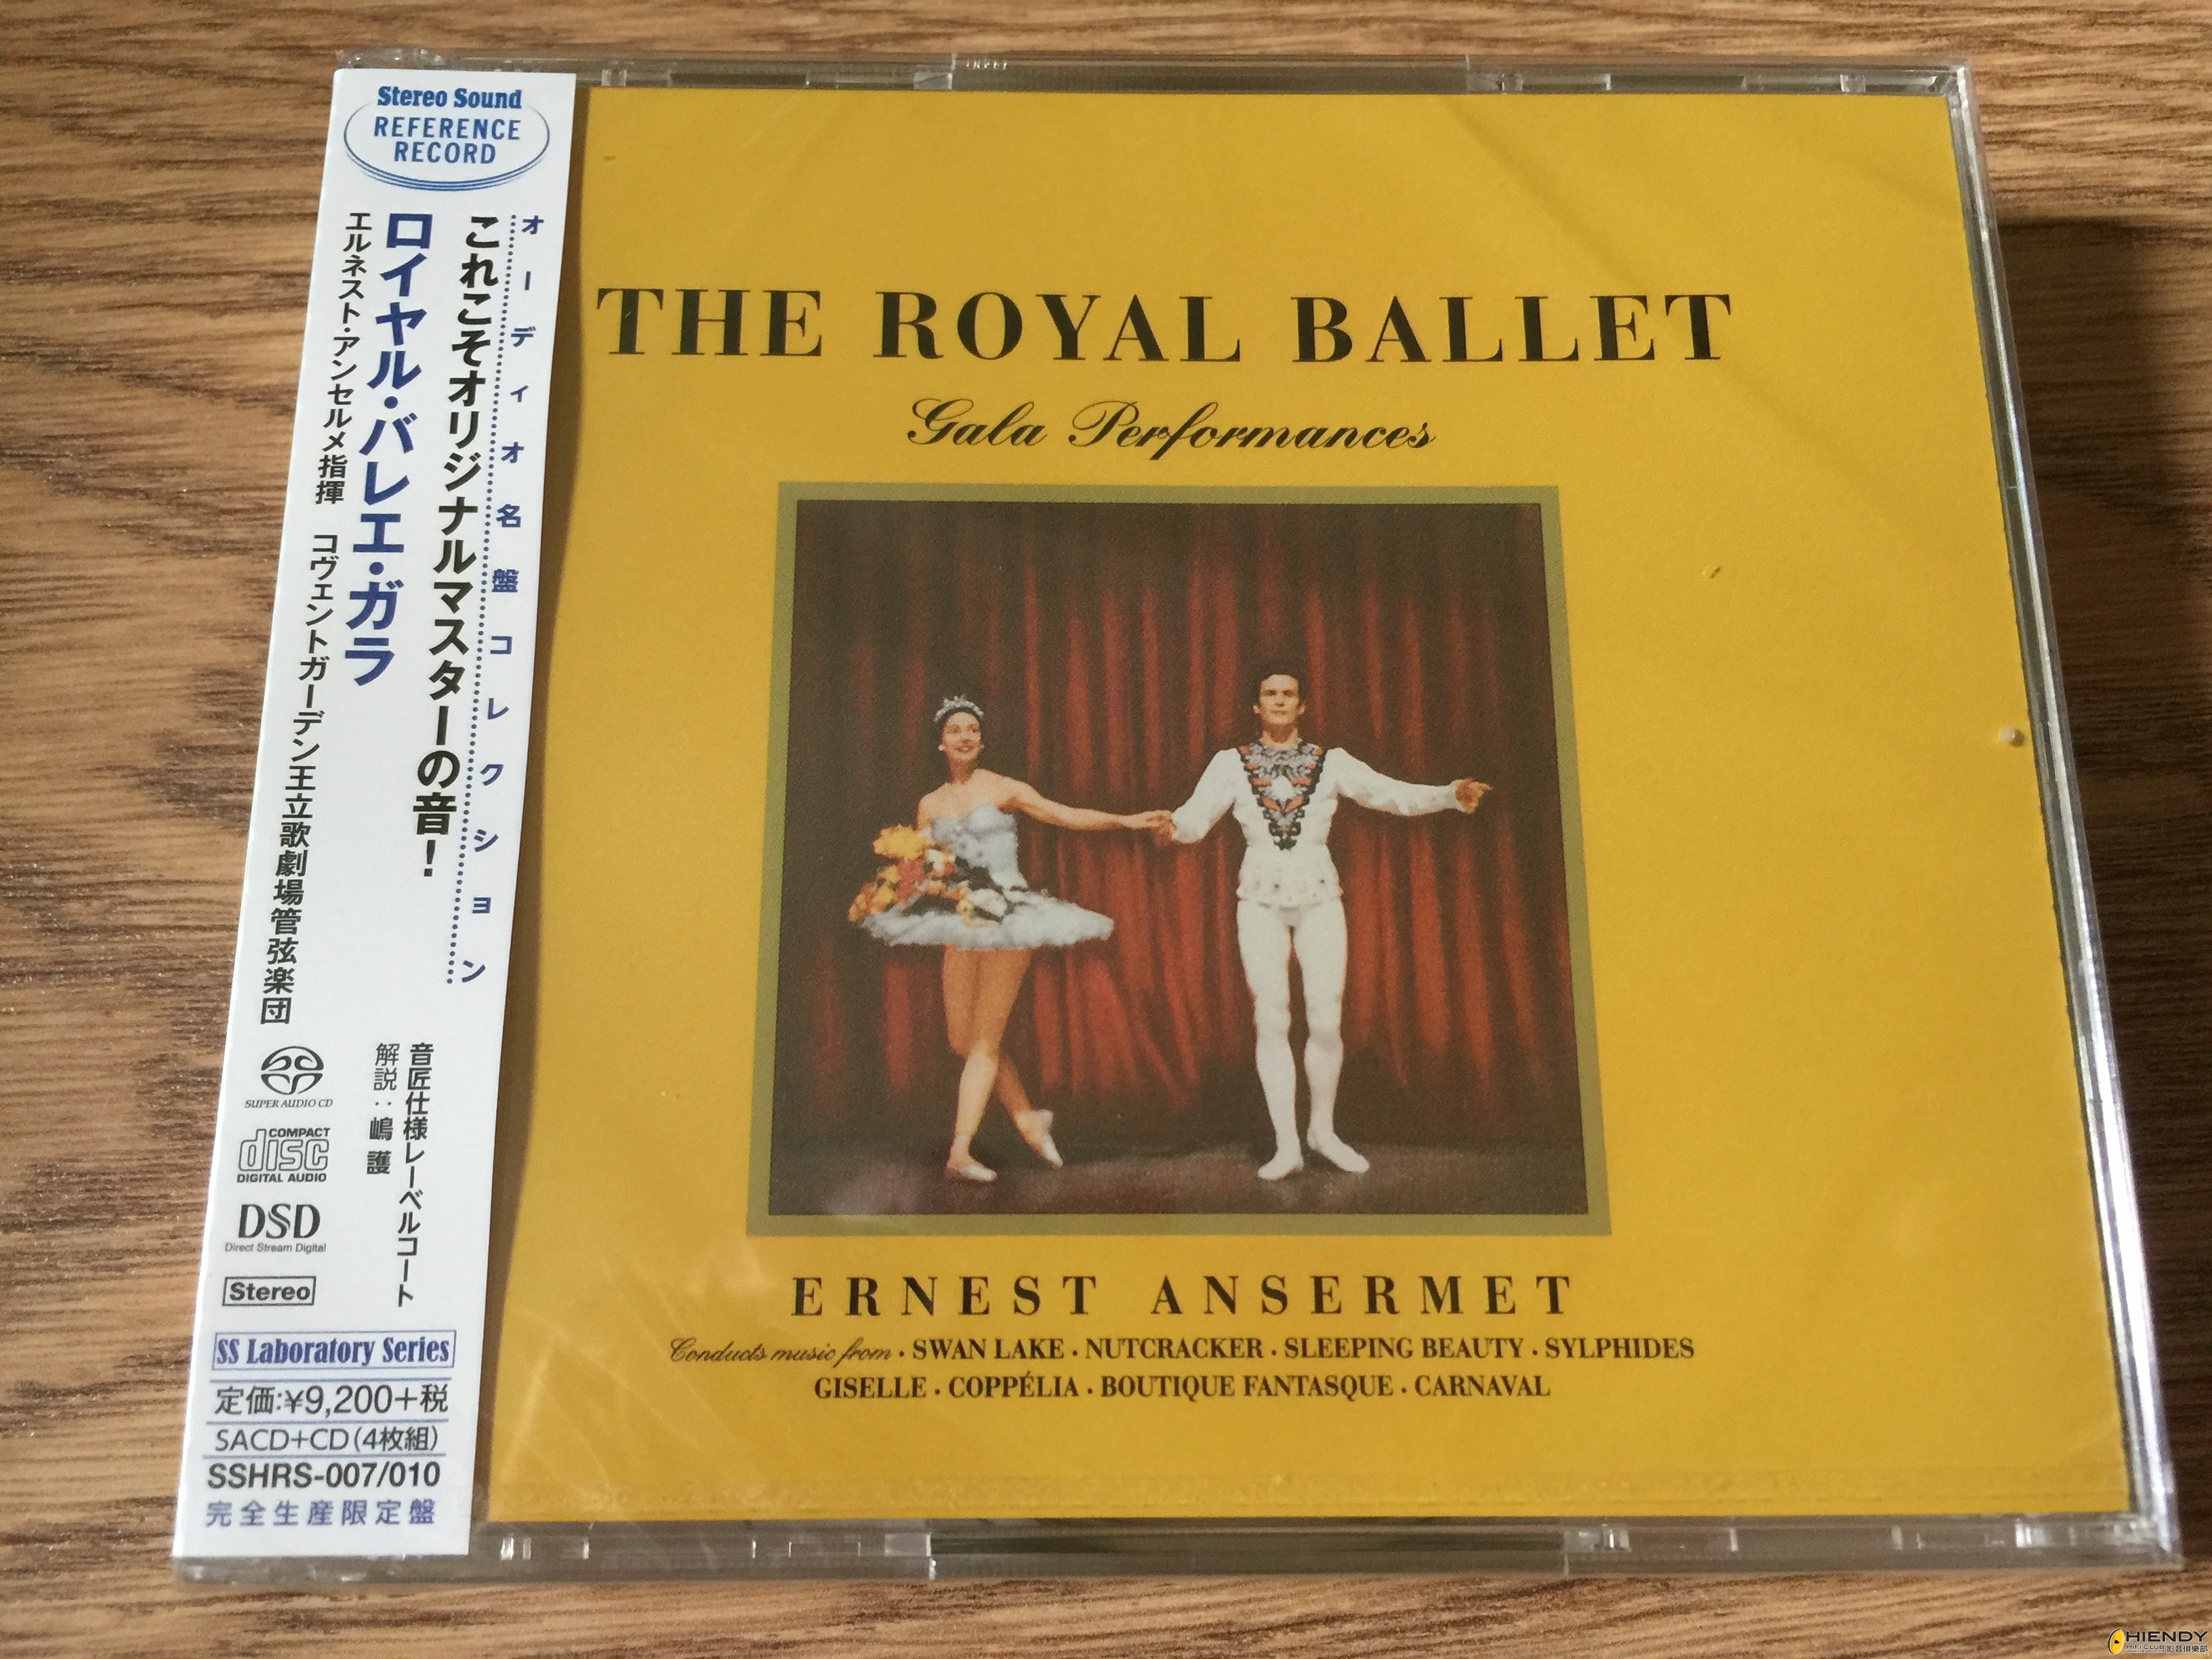 Stereo Sound
REFERENCE
RECORD
オーディオ名盤コレクション
これこそオリジナルマスターの音！
ロイヤル・バレエ・ガラ
エルネスト・アンセルメ指揮 コヴェントガーデン王立歌劇場管弦楽団
音匠仕様レーベルコート
解説：嶋 護
SUPER AUDIO CD
COMPACT
disc
DIGITAL AUDIO
DSD
Direct Stream Digital
Stereo
SS Laboratory Series
定価:¥9,200+税
SACD+CD(4枚組)
SSHRS-007/010
完全生産限定盤
THE ROYAL BALLET
Gala Performances
ERNEST ANSERMET
Conducts music from · SWAN LAKE · NUTCRACKER · SLEEPING BEAUTY · SYLPHIDES
GISELLE · COPPÉLIA · BOUTIQUE FANTASQUE · CARNAVAL
HIENDY
HiFi Club 影音俱樂部